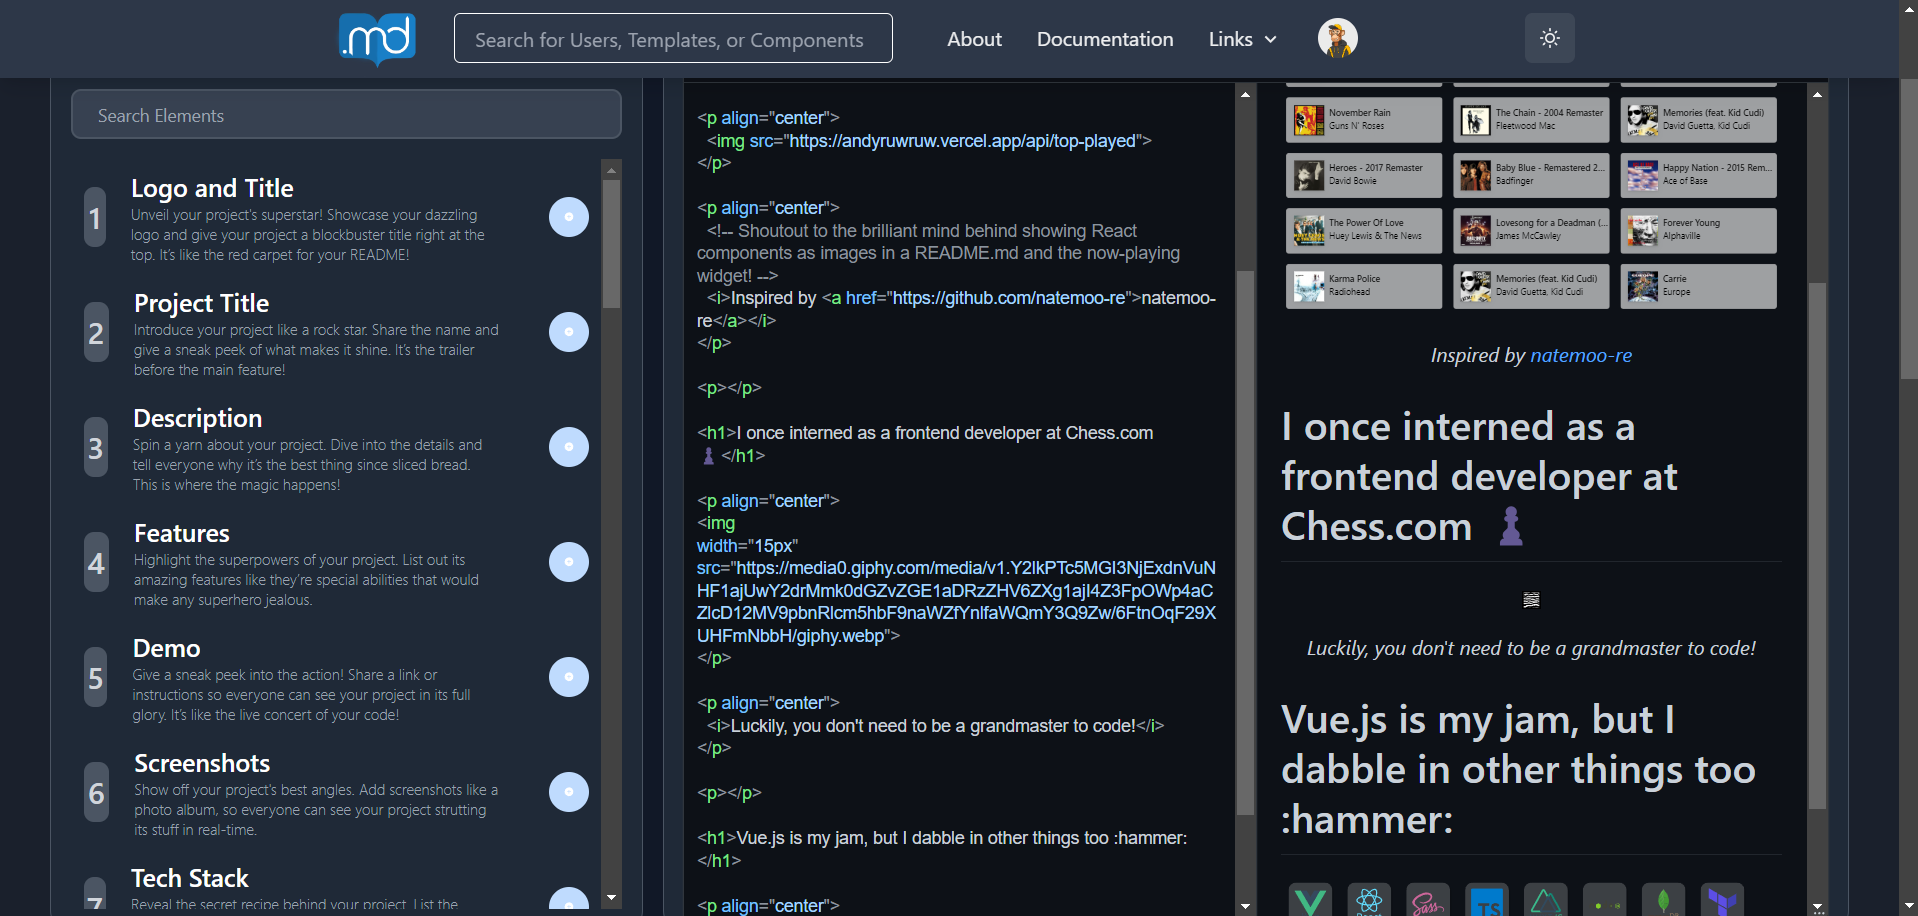 .md
Search for Users, Templates, or Components
About
Documentation
Links
Search Elements
1
Logo and Title
Unveil your project's superstar! Showcase your dazzling
logo and give your project a blockbuster title right at the
top. It's like the red carpet for your README!
2
Project Title
Introduce your project like a rock star. Share the name and
give a sneak peek of what makes it shine. It's the trailer
before the main feature!
3
Description
Spin a yarn about your project. Dive into the details and
tell everyone why it's the best thing since sliced bread.
This is where the magic happens!
4
Features
Highlight the superpowers of your project. List out its
amazing features like they're special abilities that would
make any superhero jealous.
5
Demo
Give a sneak peek into the action! Share a link or
instructions so everyone can see your project in its full
glory. It's like the live concert of your code!
6
Screenshots
Show off your project's best angles. Add screenshots like a
photo album, so everyone can see your project strutting
its stuff in real-time.
7
Tech Stack
Reveal the secret recipe behind your project. List the
<p align="center">
<img src="https://andyruwruw.vercel.app/api/top-played">
</p>
<p align="center">
<!-- Shoutout to the brilliant mind behind showing React
components as images in a README.md and the now-playing
widget! -->
<i>Inspired by <a href="https://github.com/natemoo-re">natemoo-
re</a></i>
</p>
<p></p>
<h1>I once interned as a frontend developer at Chess.com
♟️ </h1>
<p align="center">
<img
width="15px"
src="https://media0.giphy.com/media/v1.Y2lkPTc5MGI3NjExdnVuN
HF1ajUwY2drMmk0dGZvZGE1aDRzZHV6ZXg1ajI4Z3FpOWp4aC
ZlcD12MV9pbnRlcm5hbF9naWZfYnlfaWQmY3Q9Zw/6FtnOqF29X
UHFmNbbH/giphy.webp">
</p>
<p align="center">
<i>Luckily, you don't need to be a grandmaster to code!</i>
</p>
<p></p>
<h1>Vue.js is my jam, but I dabble in other things too :hammer:
</h1>
<p align="center">
November Rain
Guns N' Roses
The Chain - 2004 Remaster
Fleetwood Mac
Memories (feat. Kid Cudi)
David Guetta, Kid Cudi
Heroes - 2017 Remaster
David Bowie
Baby Blue - Remastered 2...
Badfinger
Happy Nation - 2015 Rem...
Ace of Base
The Power Of Love
Huey Lewis & The News
Lovesong for a Deadman (...
James McCawley
Forever Young
Alphaville
Karma Police
Radiohead
Memories (feat. Kid Cudi)
David Guetta, Kid Cudi
Carrie
Europe
Inspired by natemoo-re
I once interned as a
frontend developer at
Chess.com ♟️
Luckily, you don't need to be a grandmaster to code!
Vue.js is my jam, but I
dabble in other things too
:hammer:
Sass
TS